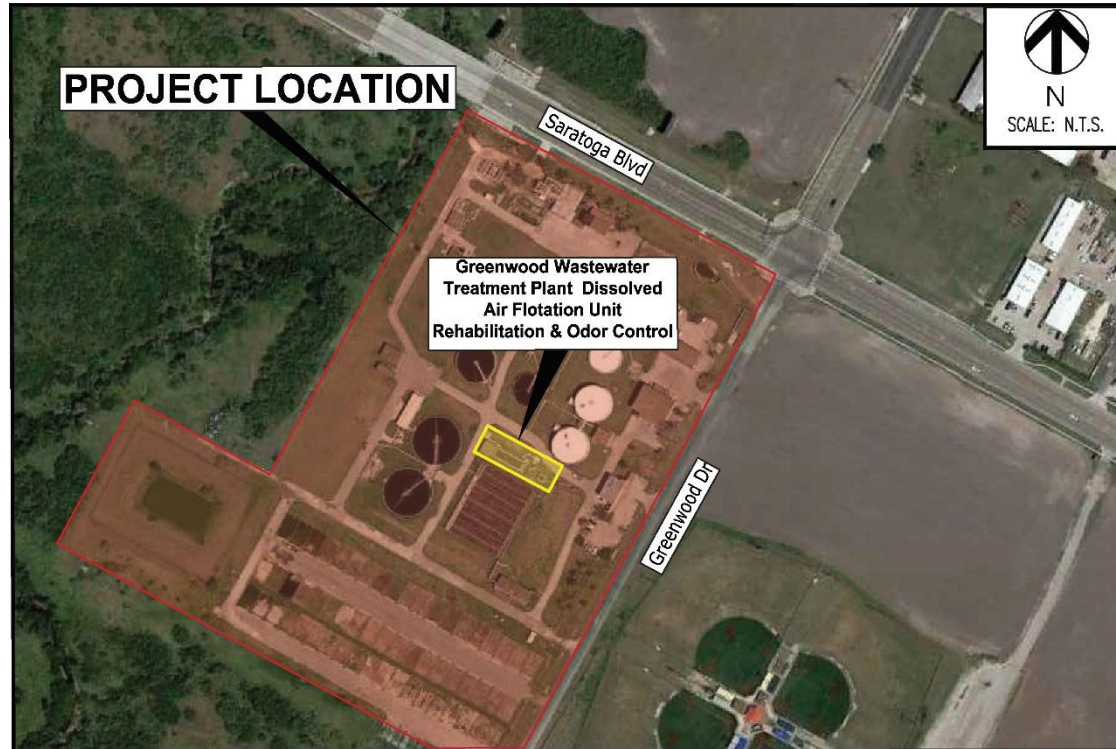 PROJECT LOCATION
N
SCALE: N.T.S.
Saratoga Blvd
Greenwood Wastewater
Treatment Plant Dissolved
Air Flotation Unit
Rehabilitation & Odor Control
Greenwood Dr